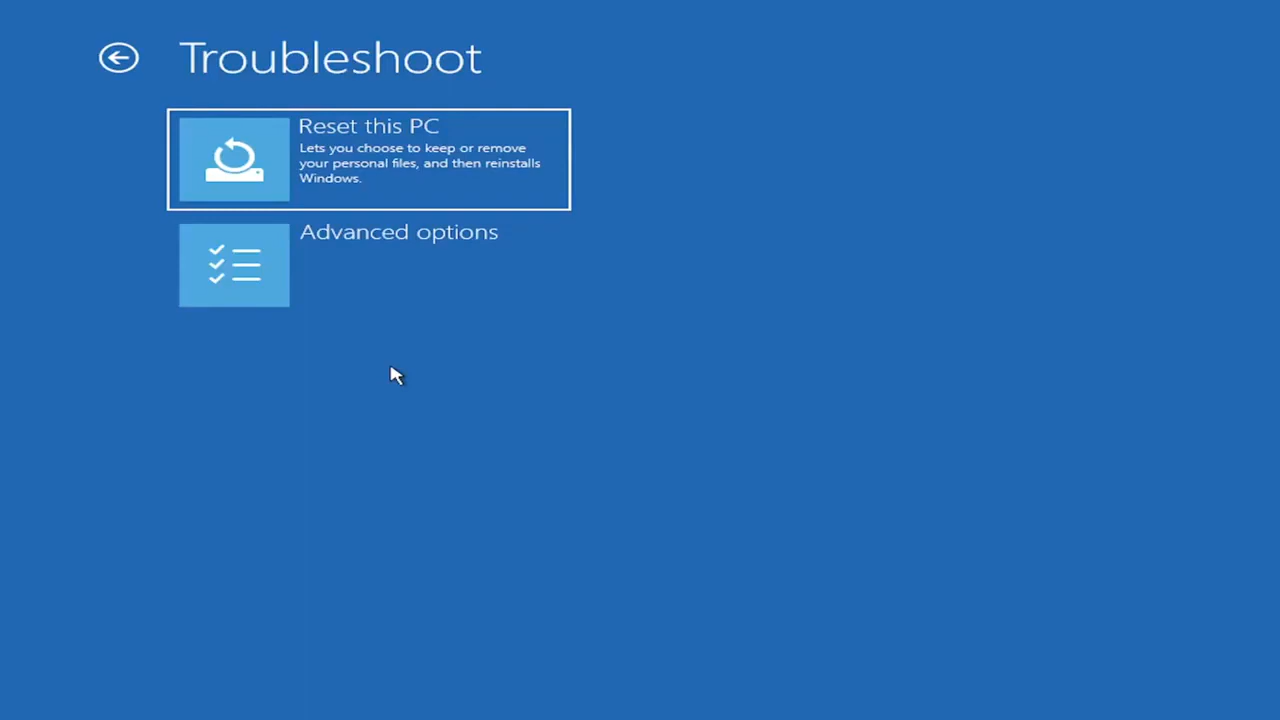 Troubleshoot
Reset this PC
Lets you choose to keep or remove
your personal files, and then reinstalls
Windows.
Advanced options